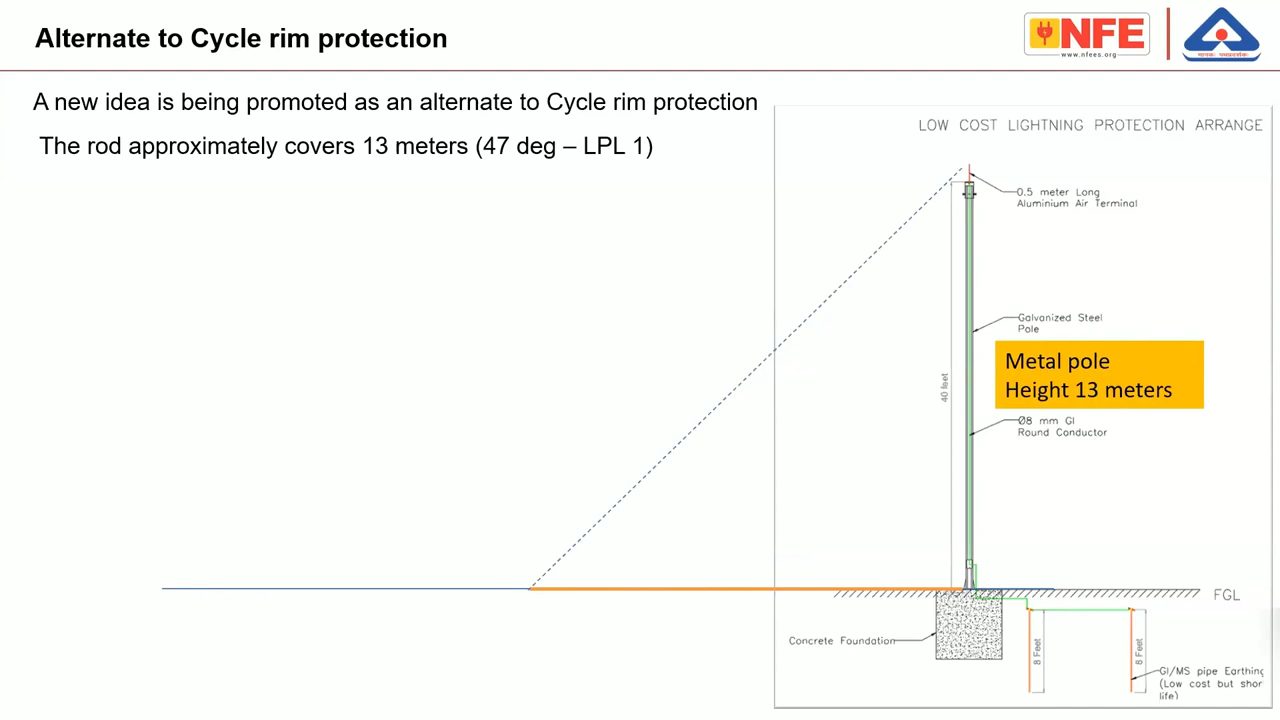 Alternate to Cycle rim protection
NFE
www.nfees.org
A new idea is being promoted as an alternate to Cycle rim protection
The rod approximately covers 13 meters (47 deg – LPL 1)
LOW COST LIGHTNING PROTECTION ARRANGE
0.5 meter Long
Aluminium Air Terminal
Galvanized Steel
Pole
Metal pole
Height 13 meters
40 feet
Ø8 mm GI
Round Conductor
FGL
Concrete Foundation
8 Feet
8 Feet
GI/MS pipe Earthing
(Low cost but shor
life)